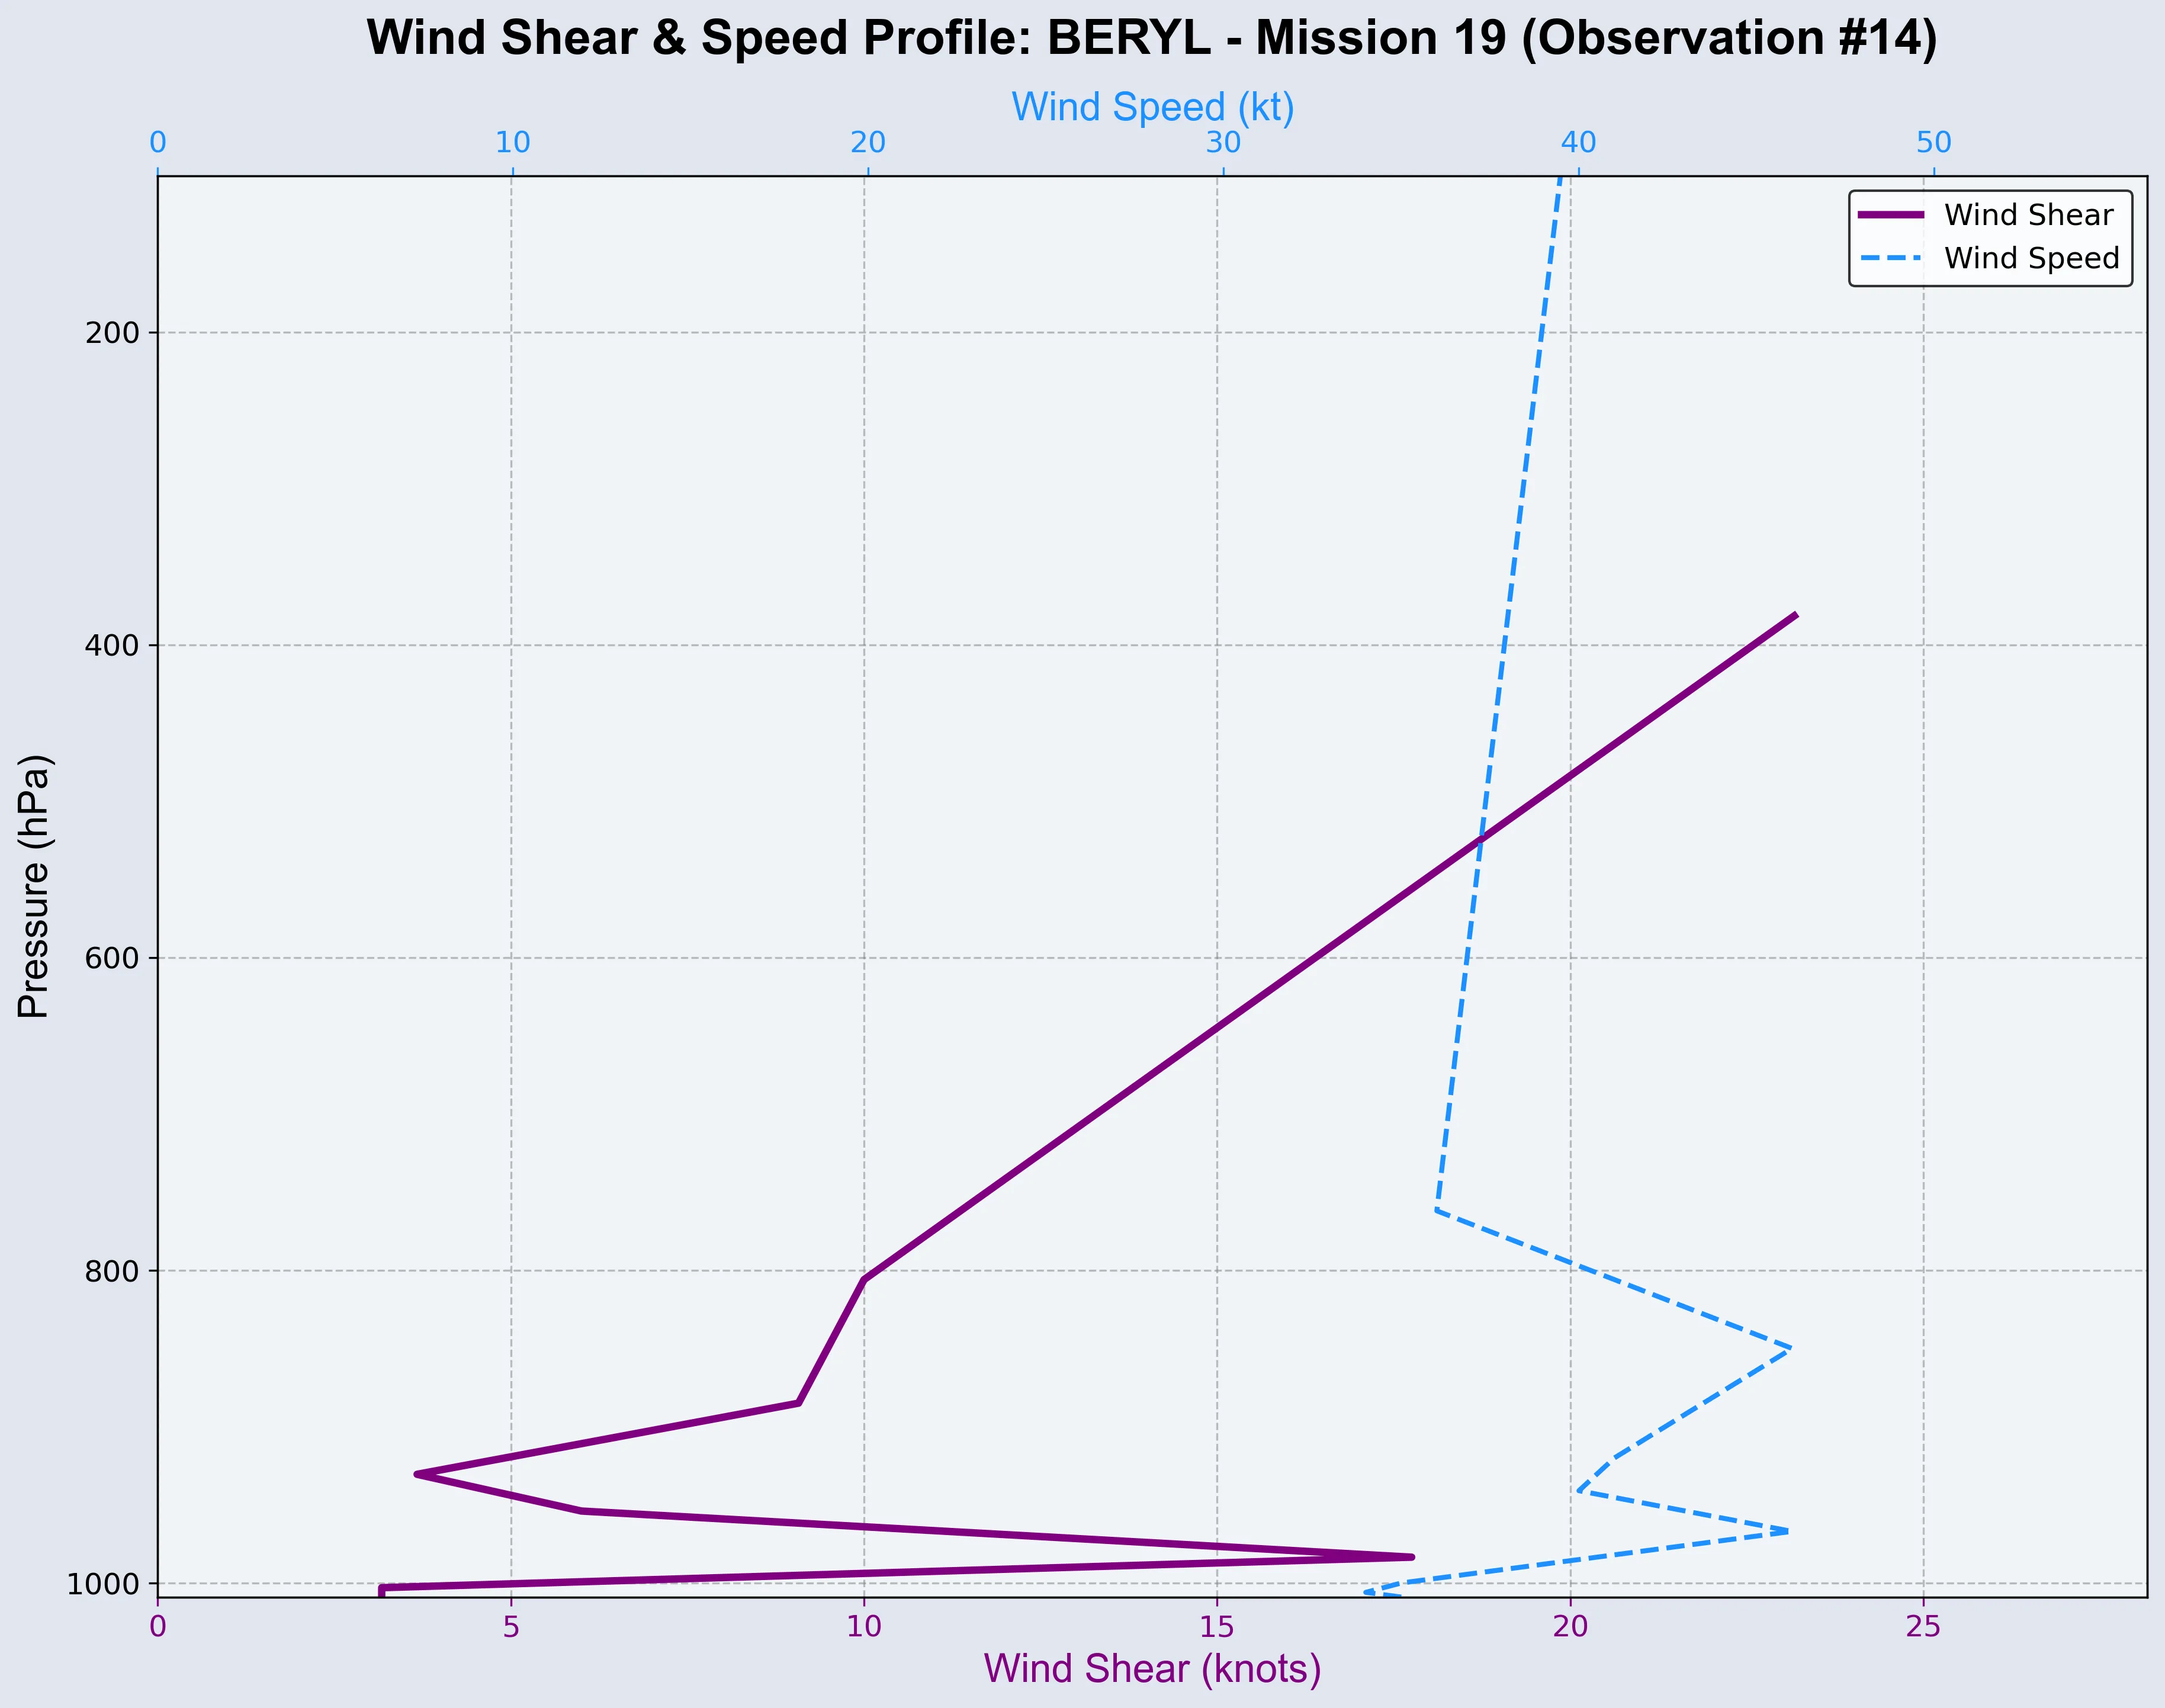 Wind Shear & Speed Profile: BERYL - Mission 19 (Observation #14)
Wind Speed (kt)
0 10 20 30 40 50
Wind Shear
Wind Speed
200
400
600
800
1000
Pressure (hPa)
0 5 10 15 20 25
Wind Shear (knots)